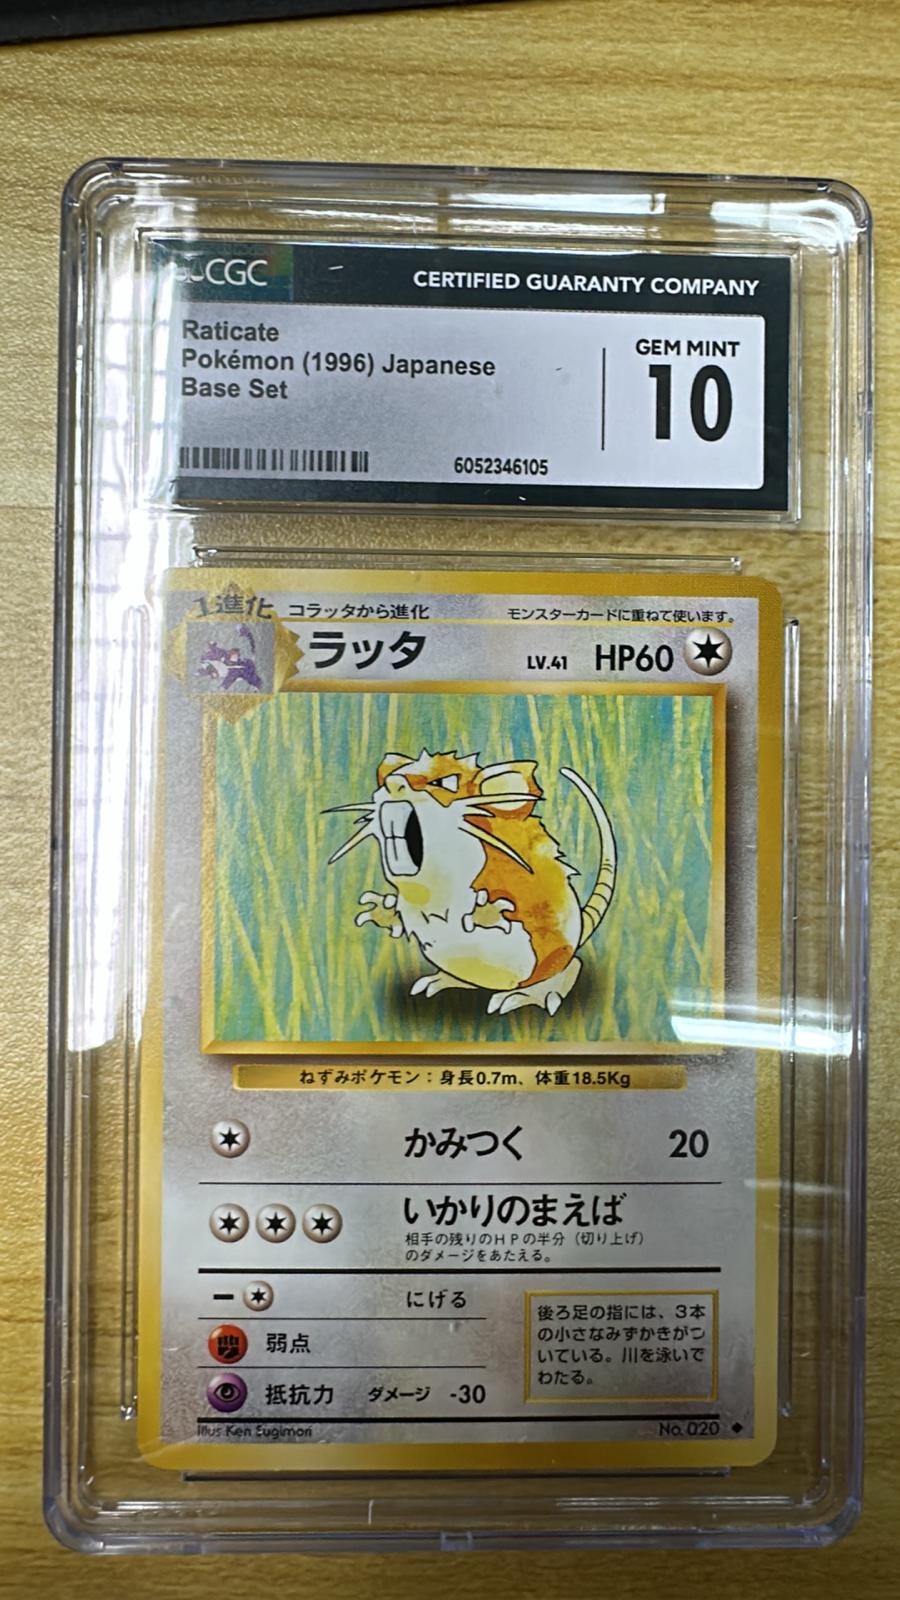 CGC
CERTIFIED GUARANTY COMPANY
Raticate
Pokémon (1996) Japanese
Base Set
GEM MINT
10
6052346105
1進化 コラッタから進化 モンスターカードに重ねて使います。
ラッタ LV.41 HP60
ねずみポケモン：身長0.7m、体重18.5Kg
かみつく 20
いかりのまえば
相手の残りのＨＰの半分（切り上げ）
のダメージをあたえる。
ー にげる
弱点
抵抗力 ダメージ -30
後ろ足の指には、３本
の小さなみずかきがつ
いている。川を泳いで
わたる。
Illus Ken Sugimori No. 020